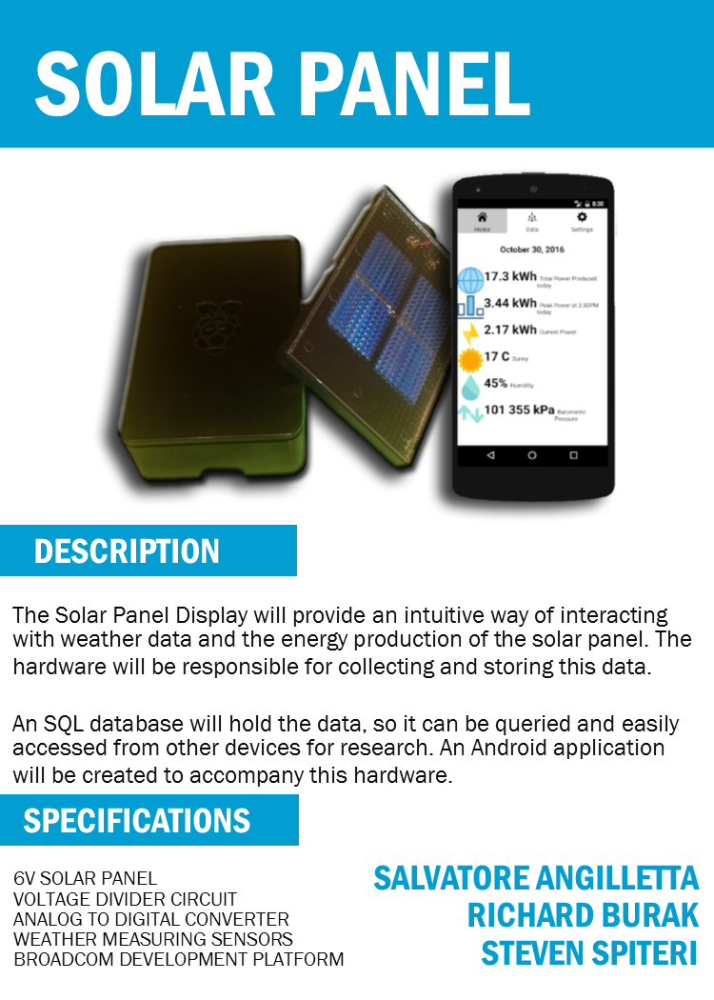 SOLAR PANEL
8:30
Home Data Settings
October 30, 2016
17.3 kWh Total Power Produced
today
3.44 kWh Peak Power at 2:30PM
today
2.17 kWh Current Power
17 C Sunny
45% Humidity
101 355 kPa Barometric
Pressure
DESCRIPTION
The Solar Panel Display will provide an intuitive way of interacting
with weather data and the energy production of the solar panel. The
hardware will be responsible for collecting and storing this data.
An SQL database will hold the data, so it can be queried and easily
accessed from other devices for research. An Android application
will be created to accompany this hardware.
SPECIFICATIONS
6V SOLAR PANEL
VOLTAGE DIVIDER CIRCUIT
ANALOG TO DIGITAL CONVERTER
WEATHER MEASURING SENSORS
BROADCOM DEVELOPMENT PLATFORM
SALVATORE ANGILLETTA
RICHARD BURAK
STEVEN SPITERI